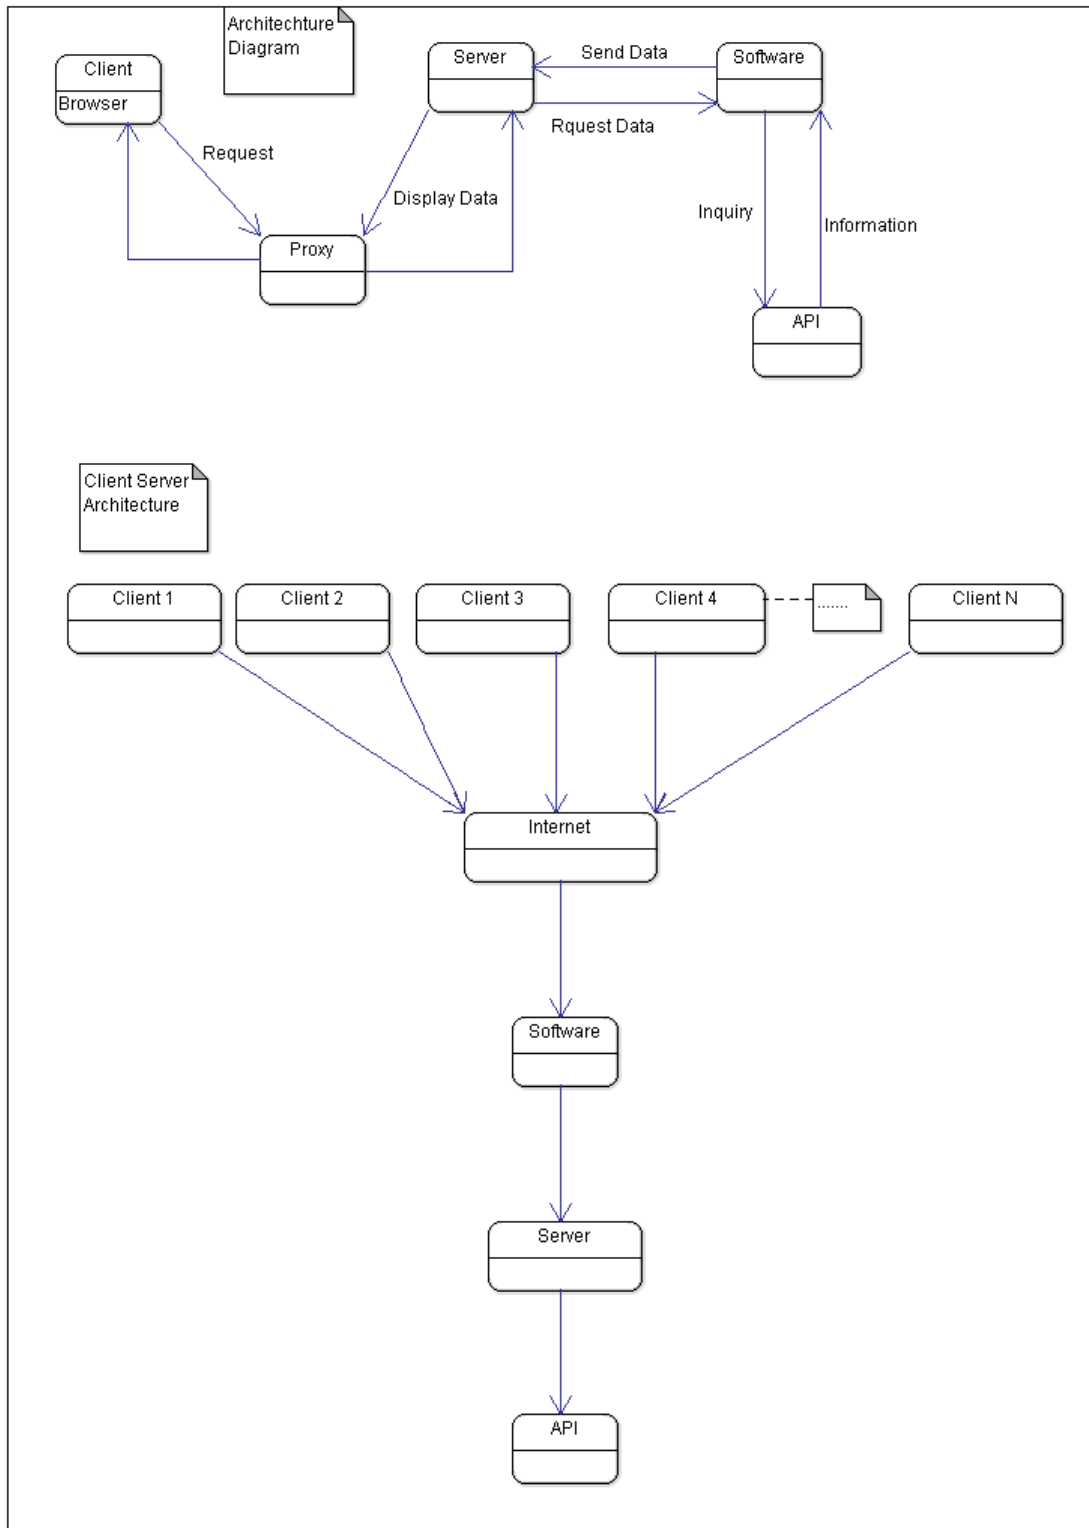 Architechture
Diagram
Client
Browser
Server
Send Data
Software
Rquest Data
Request
Display Data
Proxy
Inquiry
Information
API
Client Server
Architecture
Client 1
Client 2
Client 3
Client 4
.......
Client N
Internet
Software
Server
API